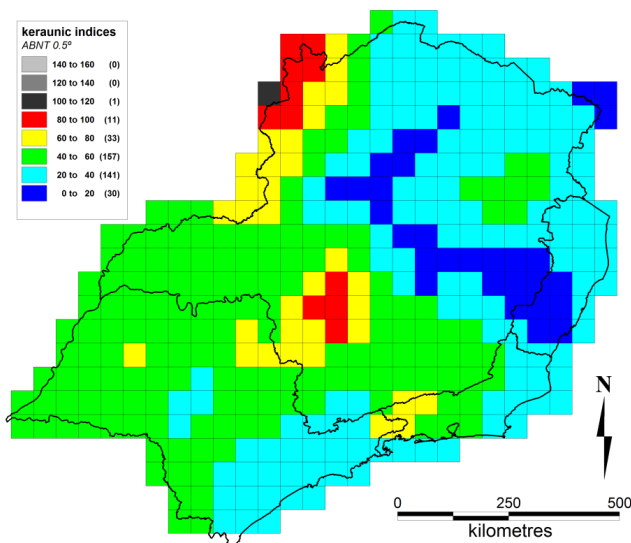 keraunic indices
ABNT 0.5º
140 to 160 (0)
120 to 140 (0)
100 to 120 (1)
80 to 100 (11)
60 to 80 (33)
40 to 60 (157)
20 to 40 (141)
0 to 20 (30)
N
0 250 500
kilometres